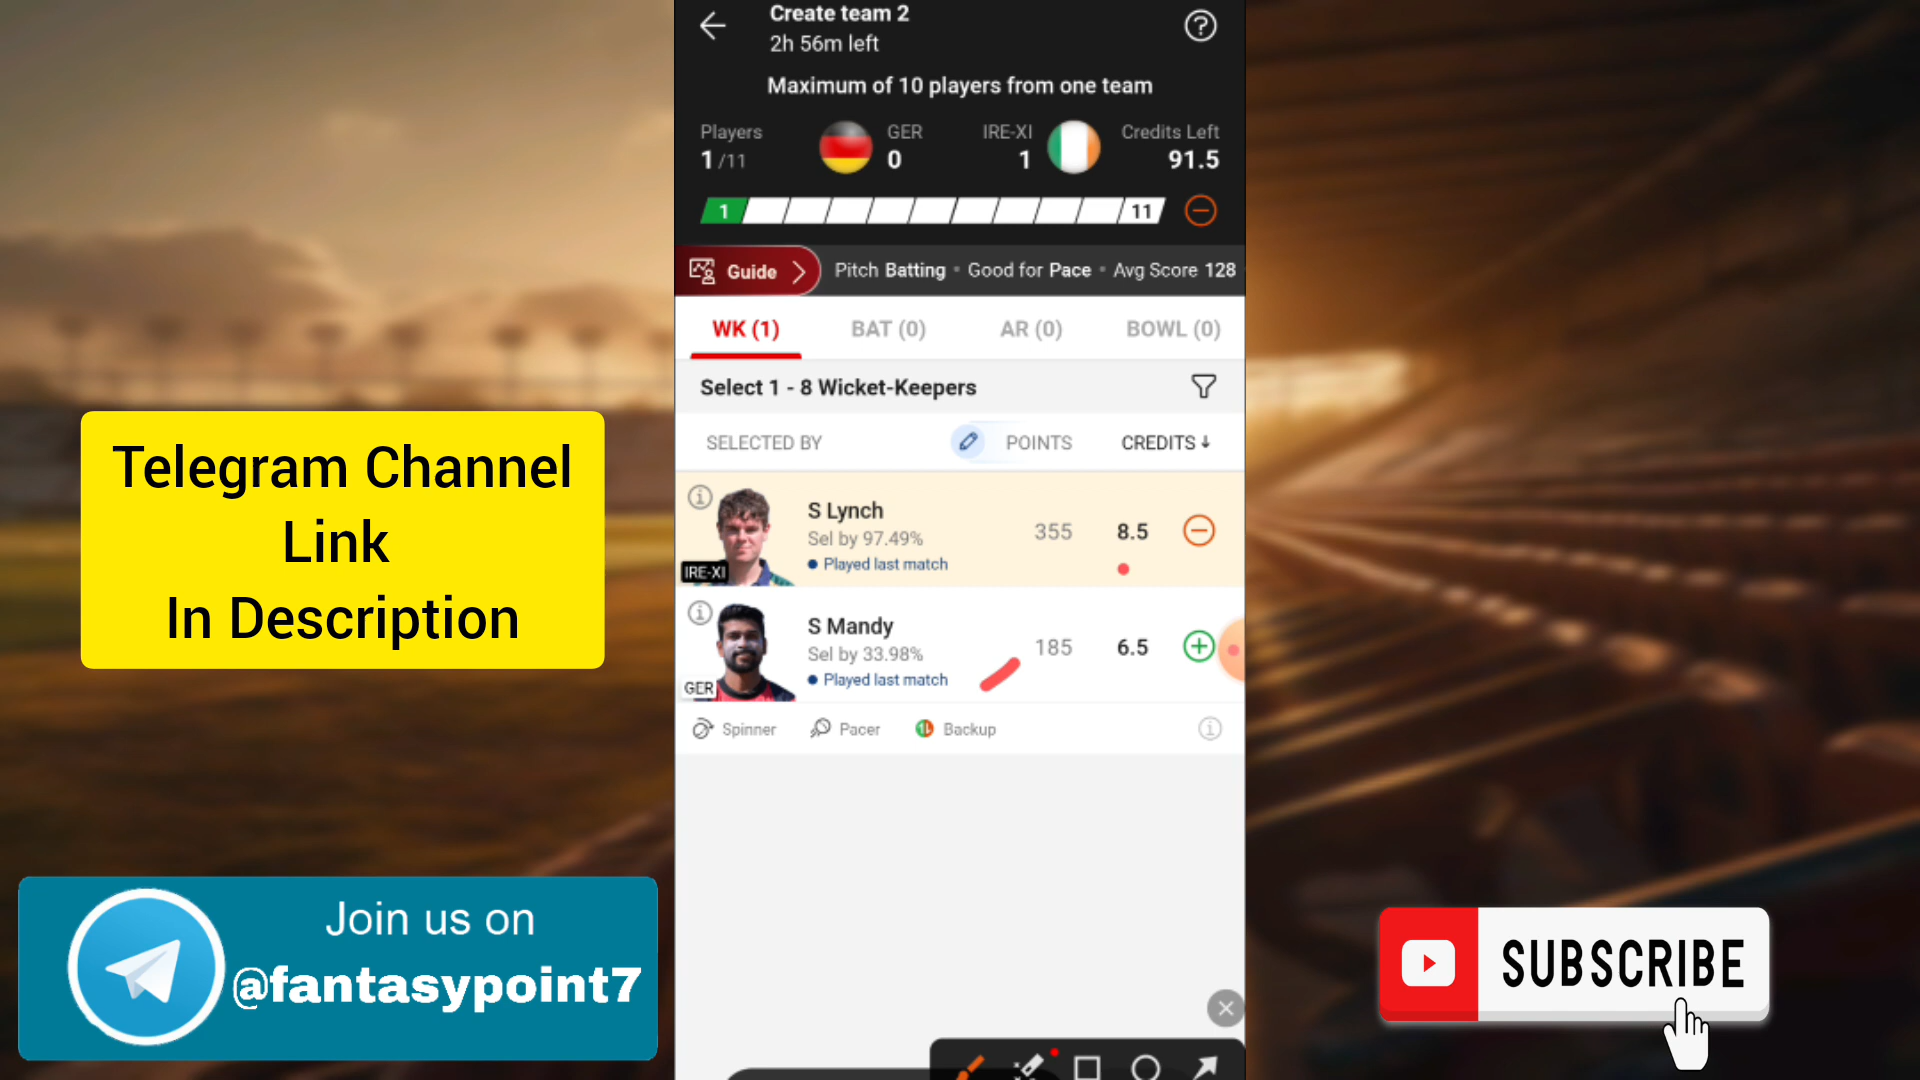 Create team 2
2h 56m left
Maximum of 10 players from one team
Players
1/11
GER
0
IRE-XI
1
Credits Left
91.5
1
11
Guide
Pitch Batting • Good for Pace • Avg Score 128
WK (1)
BAT (0)
AR (0)
BOWL (0)
Select 1 - 8 Wicket-Keepers
SELECTED BY
POINTS
CREDITS↓
S Lynch
Sel by 97.49%
Played last match
IRE-XI
355
8.5
S Mandy
Sel by 33.98%
Played last match
GER
185
6.5
Spinner
Pacer
Backup
Telegram Channel
Link
In Description
Join us on
@fantasypoint7
SUBSCRIBE